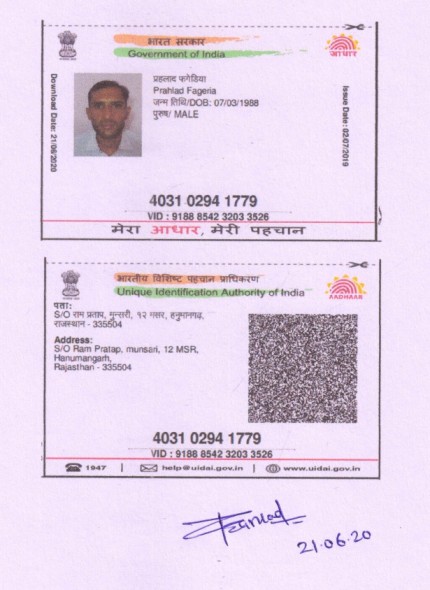 भारत सरकार
Government of India
आधार
Download Date: 21/06/2020
प्रहलाद फगेडिया
Prahlad Fageria
जन्म तिथि/DOB: 07/03/1988
पुरुष/ MALE
Issue Date: 02/07/2019
4031 0294 1779
VID : 9188 8542 3203 3526
मेरा आधार, मेरी पहचान
भारतीय विशिष्ट पहचान प्राधिकरण
Unique Identification Authority of India
AADHAAR
पता:
S/O राम प्रताप, मुन्सरी, १२ मसर, हनुमानगढ़,
राजस्थान - 335504
Address:
S/O Ram Pratap, munsari, 12 MSR,
Hanumangarh,
Rajasthan - 335504
4031 0294 1779
VID : 9188 8542 3203 3526
1947 | help@uidai.gov.in | www.uidai.gov.in
21.06.20